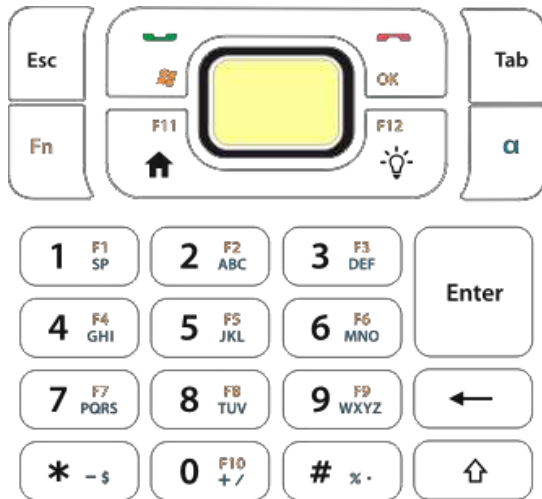 Esc
Tab
OK
Fn
F11
F12
α
1 F1 SP
2 F2 ABC
3 F3 DEF
Enter
4 F4 GHI
5 F5 JKL
6 F6 MNO
7 F7 PQRS
8 F8 TUV
9 F9 WXYZ
* - $
0 F10 + /
# % .